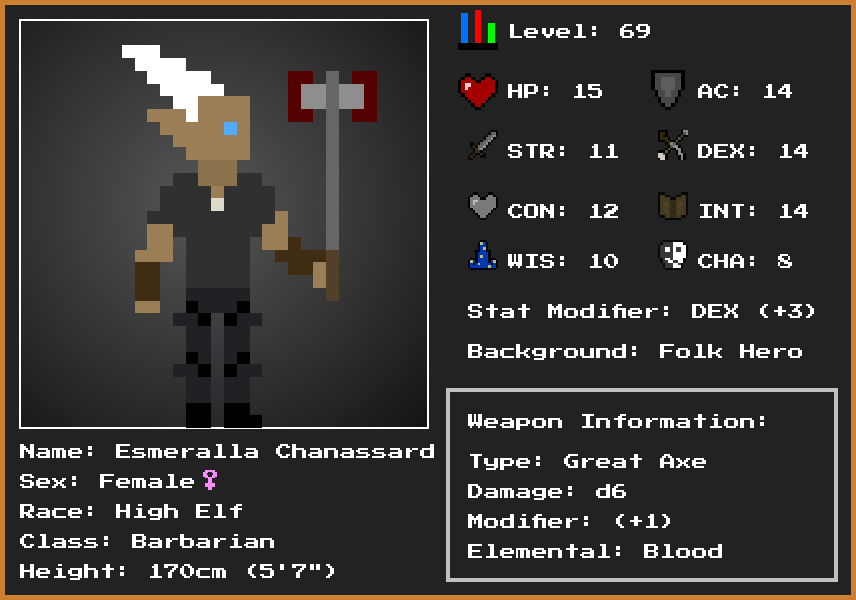 Level: 69
HP: 15
AC: 14
STR: 11
DEX: 14
CON: 12
INT: 14
WIS: 10
CHA: 8
Stat Modifier: DEX (+3)
Background: Folk Hero
Name: Esmeralla Chanassard
Sex: Female♀
Race: High Elf
Class: Barbarian
Height: 170cm (5'7")
Weapon Information:
Type: Great Axe
Damage: d6
Modifier: (+1)
Elemental: Blood